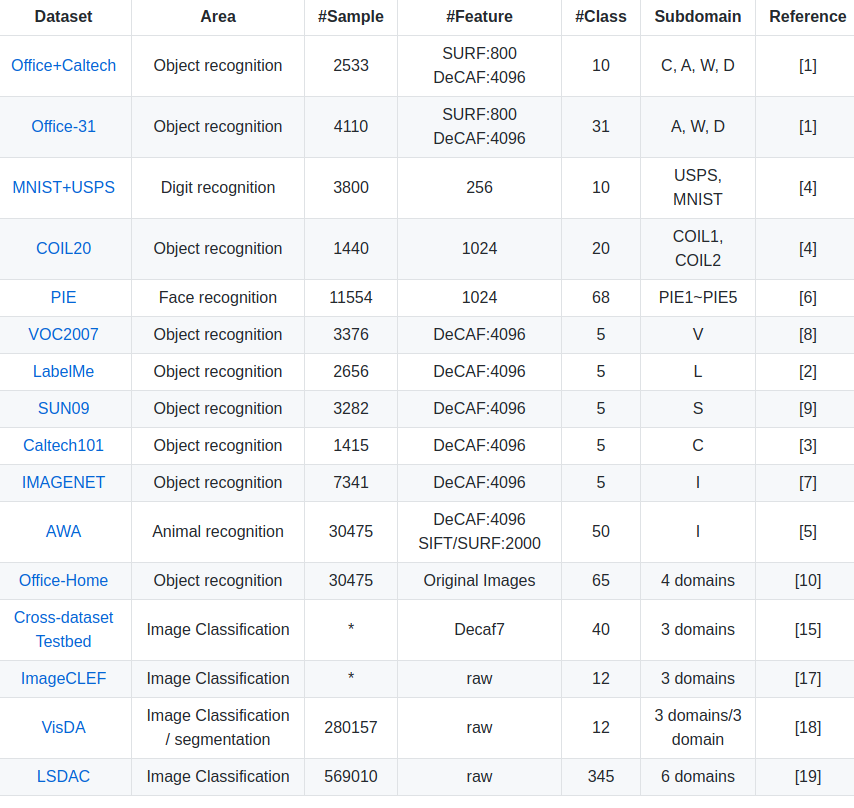 Dataset Area #Sample #Feature #Class Subdomain Reference
Office+Caltech Object recognition 2533 SURF:800 DeCAF:4096 10 C, A, W, D [1]
Office-31 Object recognition 4110 SURF:800 DeCAF:4096 31 A, W, D [1]
MNIST+USPS Digit recognition 3800 256 10 USPS, MNIST [4]
COIL20 Object recognition 1440 1024 20 COIL1, COIL2 [4]
PIE Face recognition 11554 1024 68 PIE1~PIE5 [6]
VOC2007 Object recognition 3376 DeCAF:4096 5 V [8]
LabelMe Object recognition 2656 DeCAF:4096 5 L [2]
SUN09 Object recognition 3282 DeCAF:4096 5 S [9]
Caltech101 Object recognition 1415 DeCAF:4096 5 C [3]
IMAGENET Object recognition 7341 DeCAF:4096 5 I [7]
AWA Animal recognition 30475 DeCAF:4096 SIFT/SURF:2000 50 I [5]
Office-Home Object recognition 30475 Original Images 65 4 domains [10]
Cross-dataset Testbed Image Classification * Decaf7 40 3 domains [15]
ImageCLEF Image Classification * raw 12 3 domains [17]
VisDA Image Classification / segmentation 280157 raw 12 3 domains/3 domain [18]
LSDAC Image Classification 569010 raw 345 6 domains [19]